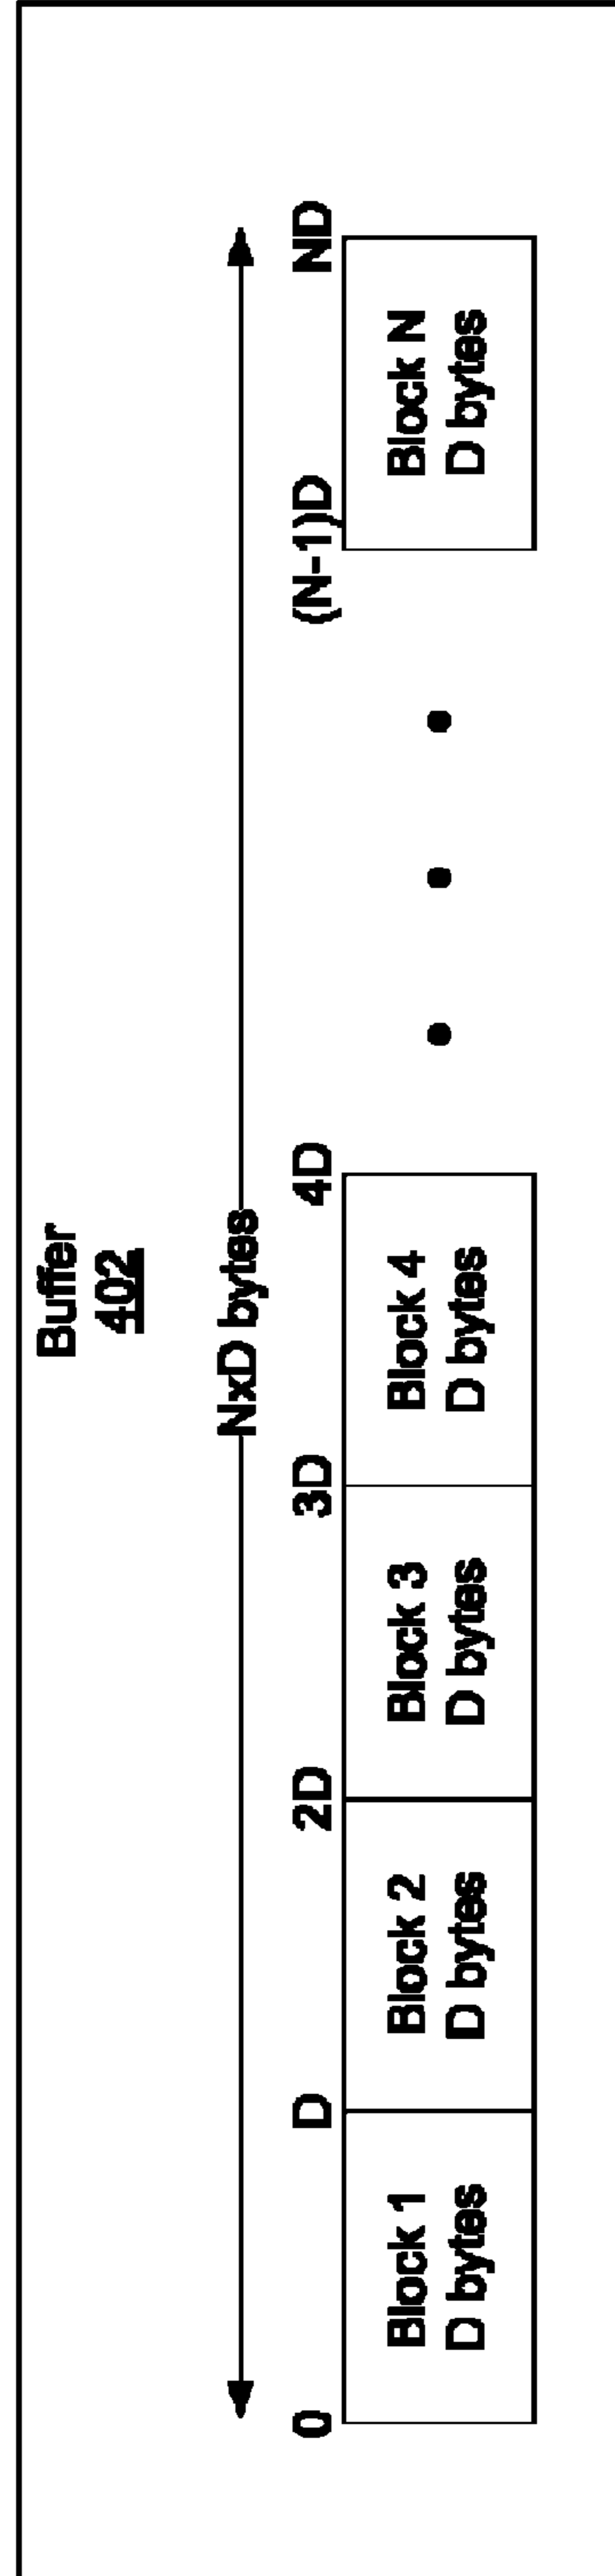 Buffer
402
NxD bytes
0 D 2D 3D 4D (N-1)D ND
Block 1 Block 2 Block 3 Block 4 Block N
D bytes D bytes D bytes D bytes D bytes